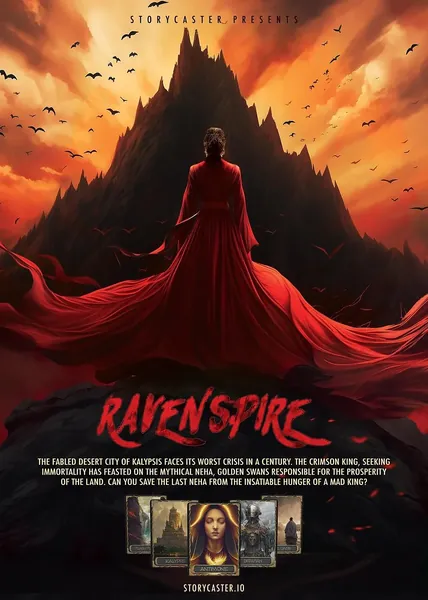 STORYCASTER PRESENTS
RAVENSPIRE
THE FABLED DESERT CITY OF KALYPSIS FACES ITS WORST CRISIS IN A CENTURY. THE CRIMSON KING, SEEKING
IMMORTALITY HAS FEASTED ON THE MYTHICAL NEHA, GOLDEN SWANS RESPONSIBLE FOR THE PROSPERITY
OF THE LAND. CAN YOU SAVE THE LAST NEHA FROM THE INSATIABLE HUNGER OF A MAD KING?
STORYCASTER.IO